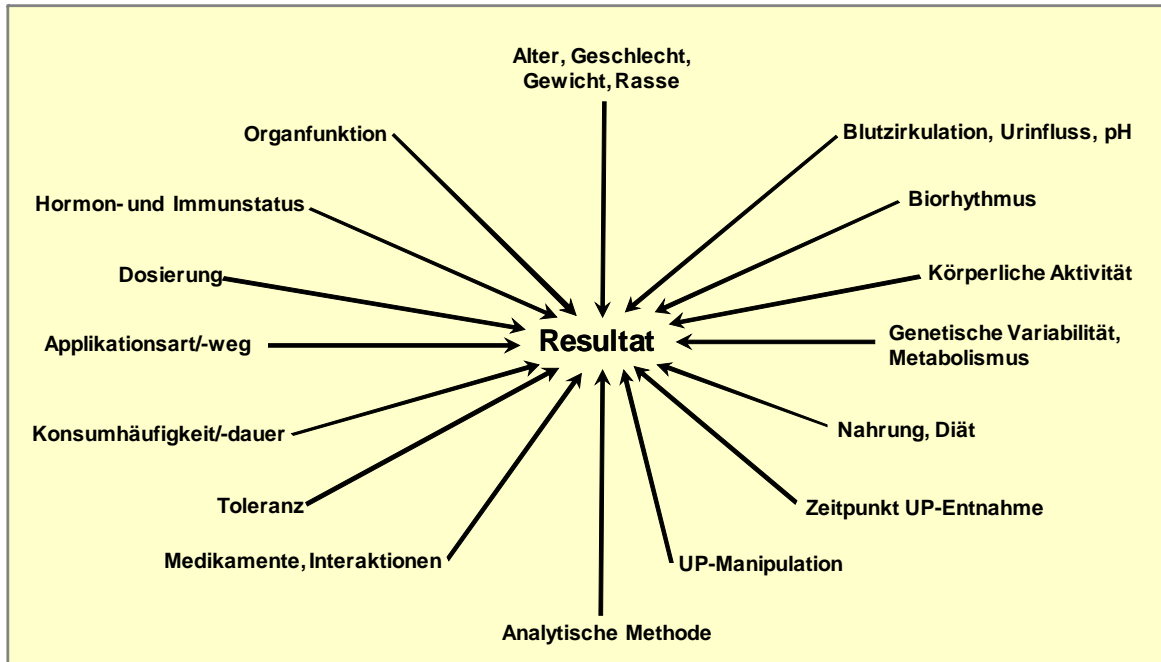 Alter, Geschlecht,
Gewicht, Rasse
Organfunktion
Blutzirkulation, Urinfluss, pH
Hormon- und Immunstatus
Biorhythmus
Dosierung
Körperliche Aktivität
Applikationsart/-weg
Resultat
Genetische Variabilität,
Metabolismus
Konsumhäufigkeit/-dauer
Nahrung, Diät
Toleranz
Zeitpunkt UP-Entnahme
Medikamente, Interaktionen
UP-Manipulation
Analytische Methode